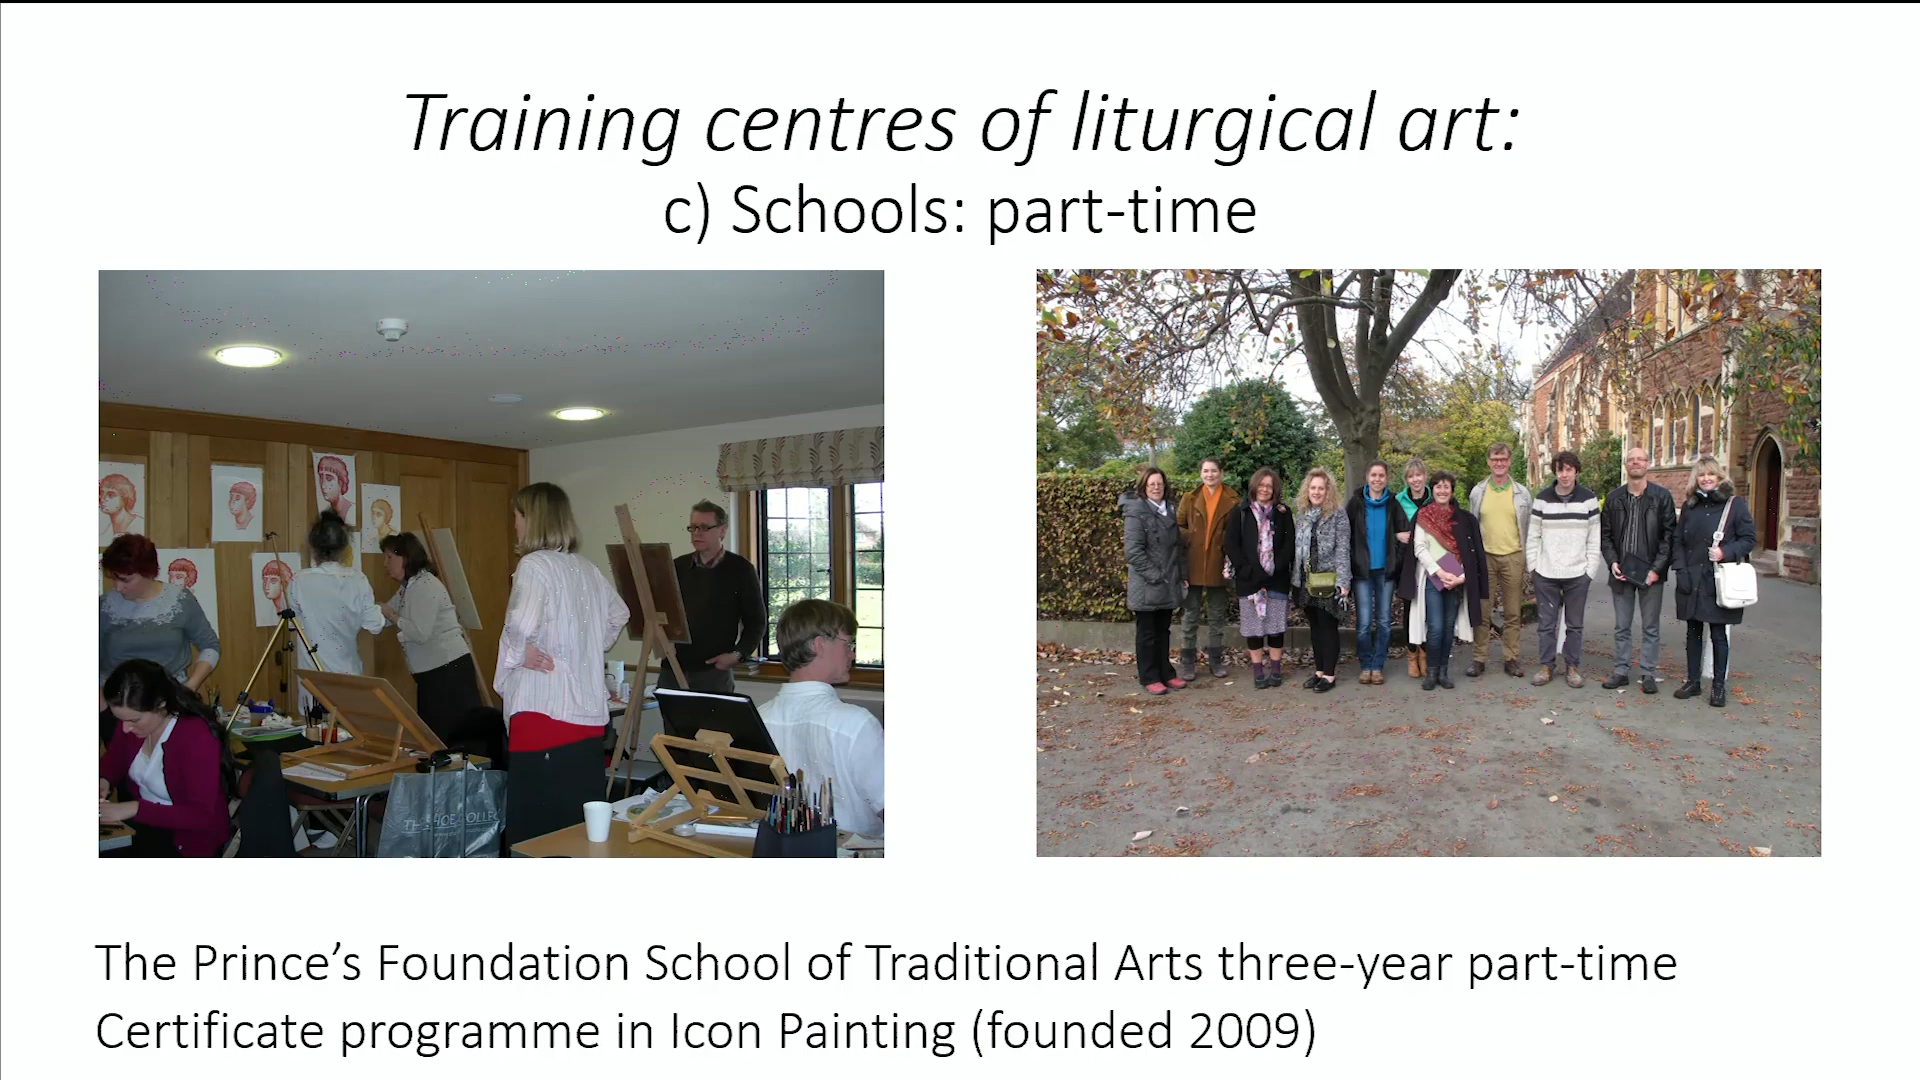 Training centres of liturgical art:
c) Schools: part-time
The Prince’s Foundation School of Traditional Arts three-year part-time
Certificate programme in Icon Painting (founded 2009)